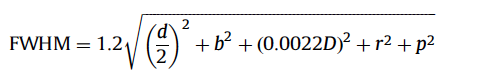 FWHM = 1.2√((d/2)² + b² + (0.0022D)² + r² + p²)